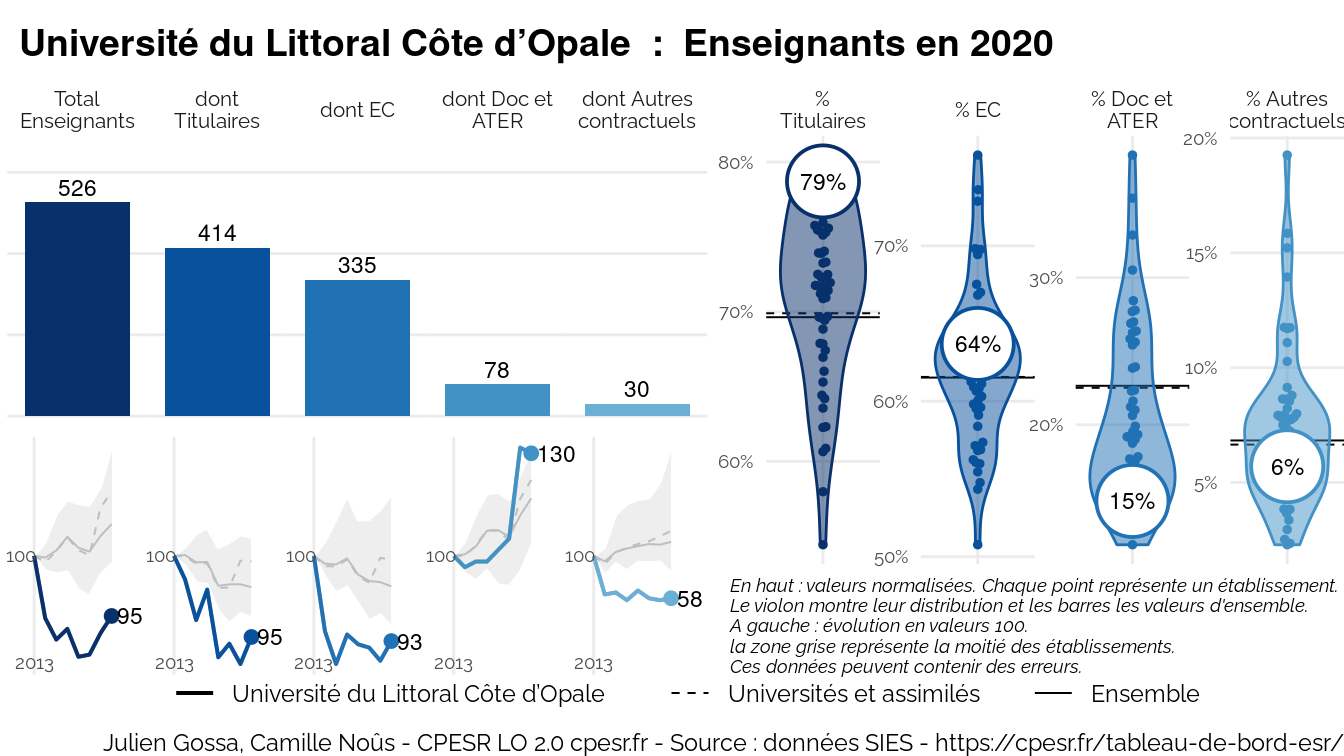 Université du Littoral Côte d'Opale  :  Enseignants en 2020
Total
Enseignants
dont
Titulaires
dont EC
dont Doc et
ATER
dont Autres
contractuels
526
414
335
78
30
100
95
2013
100
95
2013
100
93
2013
100
130
2013
100
58
2013
%
Titulaires
80%
70%
60%
79%
% EC
70%
60%
50%
64%
% Doc et
ATER
30%
20%
15%
% Autres
contractuels
20%
15%
10%
5%
6%
En haut : valeurs normalisées. Chaque point représente un établissement.
Le violon montre leur distribution et les barres les valeurs d'ensemble.
A gauche : évolution en valeurs 100.
la zone grise représente la moitié des établissements.
Ces données peuvent contenir des erreurs.
Université du Littoral Côte d'Opale
Universités et assimilés
Ensemble
Julien Gossa, Camille Noûs - CPESR LO 2.0 cpesr.fr - Source : données SIES - https://cpesr.fr/tableau-de-bord-esr/